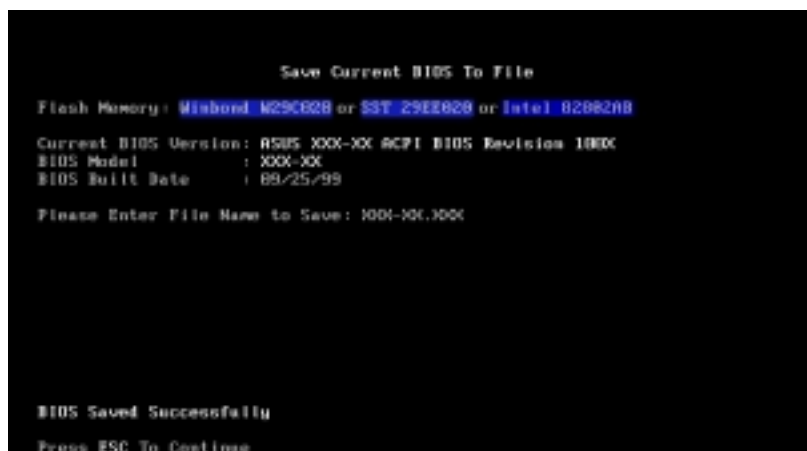 Save Current BIOS To File
Flash Memory: Winbond W29C020 or SST 29EE020 or Intel 82802AB
Current BIOS Version: ASUS XXX-XX ACPI BIOS Revision 100X
BIOS Model : XXX-XX
BIOS Built Date : 09/25/99
Please Enter File Name to Save: XXX-XX.XXX
BIOS Saved Successfully
Press ESC To Continue